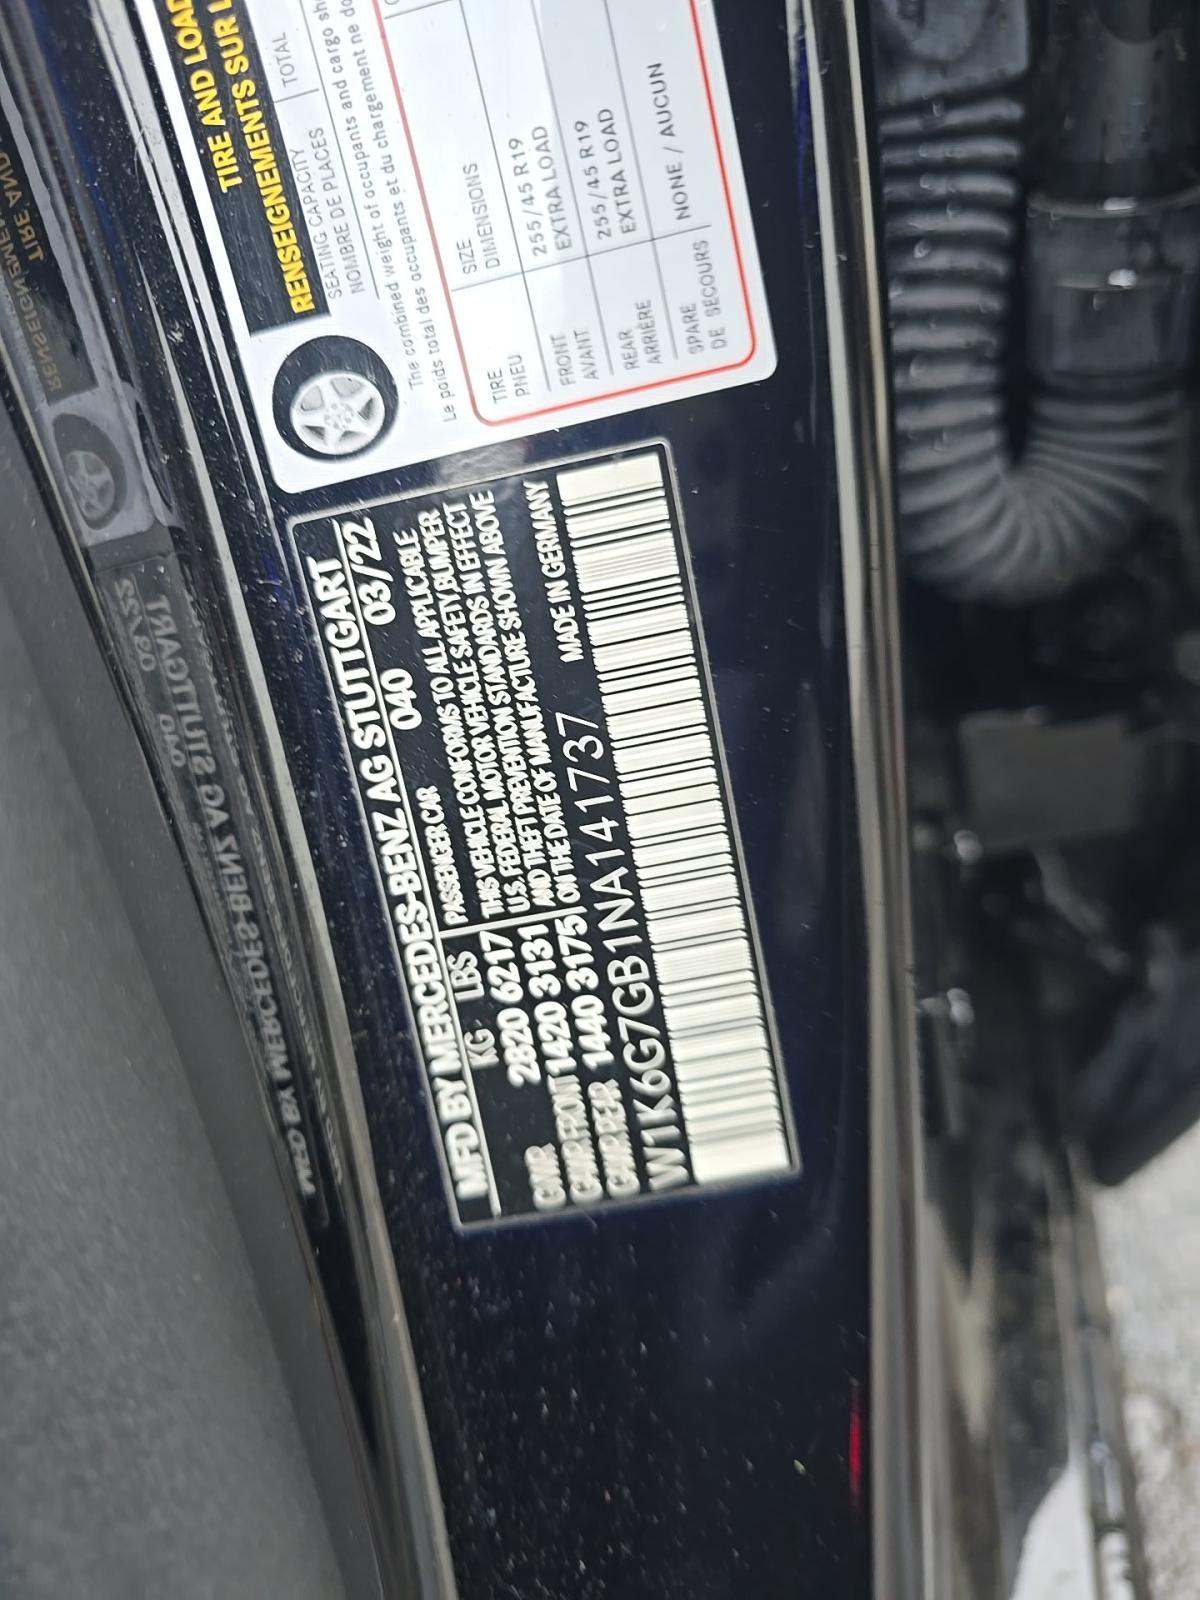 TIRE AND LOAD
RENSEIGNEMENTS SUR
SEATING CAPACITY
NOMBRE DE PLACES
TOTAL
The combined weight of occupants and cargo
Le poids total des occupants et du chargement ne
TIRE
PNEU
SIZE
DIMENSIONS
FRONT
AVANT
255/45 R19
EXTRA LOAD
REAR
ARRIÈRE
255/45 R19
EXTRA LOAD
SPARE
DE SECOURS
NONE / AUCUN
MFD BY MERCEDES-BENZ AG STUTTGART
KG LBS PASSENGER CAR 040 03/22
GVWR 2820 6217
GAWR FRONT 1420 3131
GAWR REAR 1440 3175
THIS VEHICLE CONFORMS TO ALL APPLICABLE
U.S. FEDERAL MOTOR VEHICLE SAFETY, BUMPER
AND THEFT PREVENTION STANDARDS IN EFFECT
ON THE DATE OF MANUFACTURE SHOWN ABOVE
W1K6G7GB1NA141737 MADE IN GERMANY